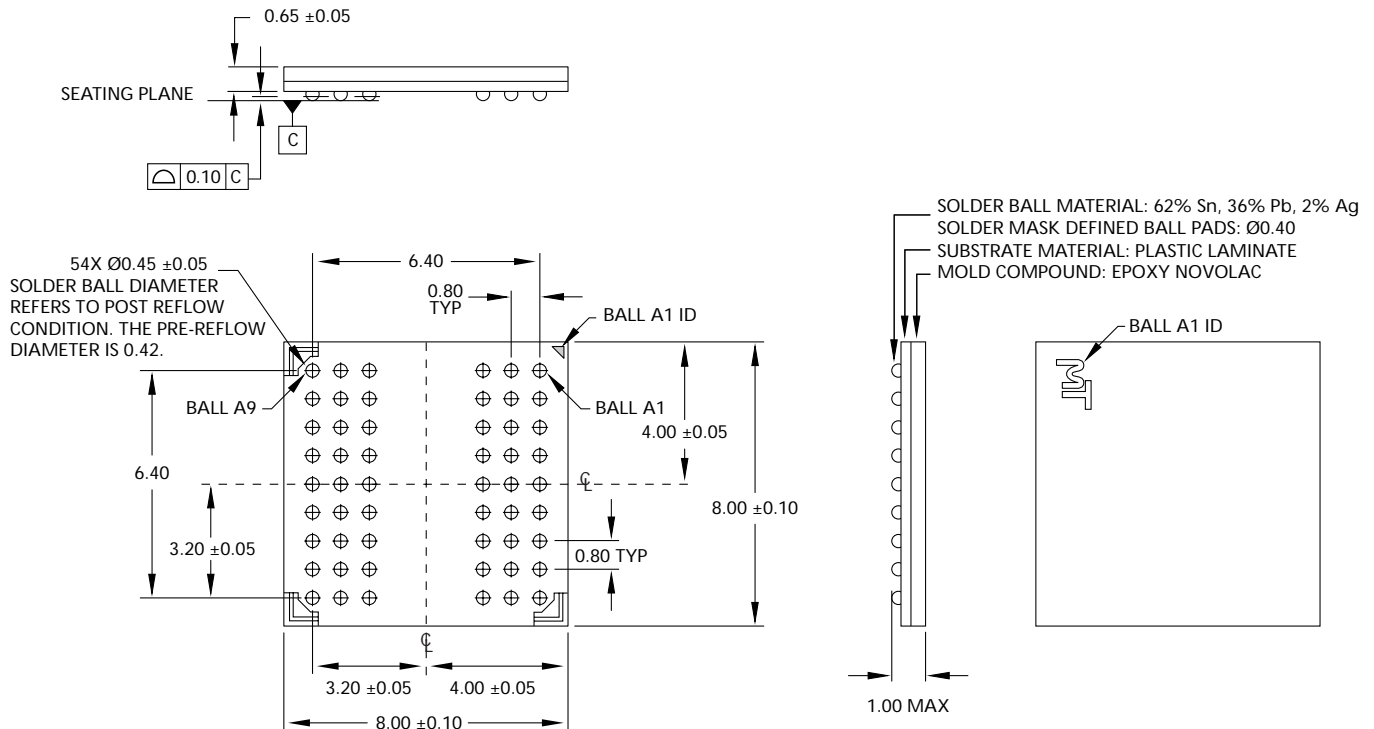 0.65 ±0.05
SEATING PLANE
C
0.10 C
SOLDER BALL MATERIAL: 62% Sn, 36% Pb, 2% Ag
SOLDER MASK DEFINED BALL PADS: Ø0.40
SUBSTRATE MATERIAL: PLASTIC LAMINATE
MOLD COMPOUND: EPOXY NOVOLAC
54X Ø0.45 ±0.05
SOLDER BALL DIAMETER
REFERS TO POST REFLOW
CONDITION. THE PRE-REFLOW
DIAMETER IS 0.42.
6.40
0.80
TYP
BALL A1 ID
BALL A1 ID
MT
BALL A9
BALL A1
4.00 ±0.05
6.40
CL
8.00 ±0.10
3.20 ±0.05
0.80 TYP
CL
3.20 ±0.05
4.00 ±0.05
8.00 ±0.10
1.00 MAX